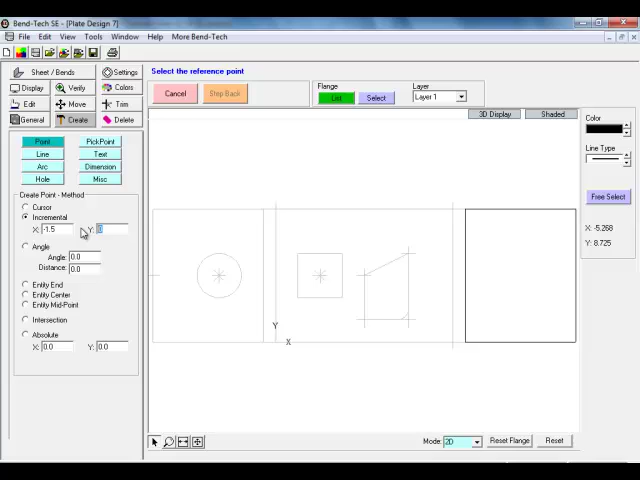 Bend-Tech SE - [Plate Design 7]
File Edit View Tools Window Help More Bend-Tech
Sheet / Bends Settings
Display Verify Colors
Edit Move Trim
General Create Delete
Point PickPoint
Line Text
Arc Dimension
Hole Misc
Create Point - Method
Cursor
Incremental
X: -1.5 Y: 0
Angle
Angle: 0.0
Distance: 0.0
Entity End
Entity Center
Entity Mid-Point
Intersection
Absolute
X: 0.0 Y: 0.0
Select the reference point
Cancel Step Back
Flange
List Select
Layer
Layer 1
3D Display Shaded
Y
X
Color
Line Type
Free Select
X: -5.268
Y: 8.725
Mode: 2D Reset Flange Reset